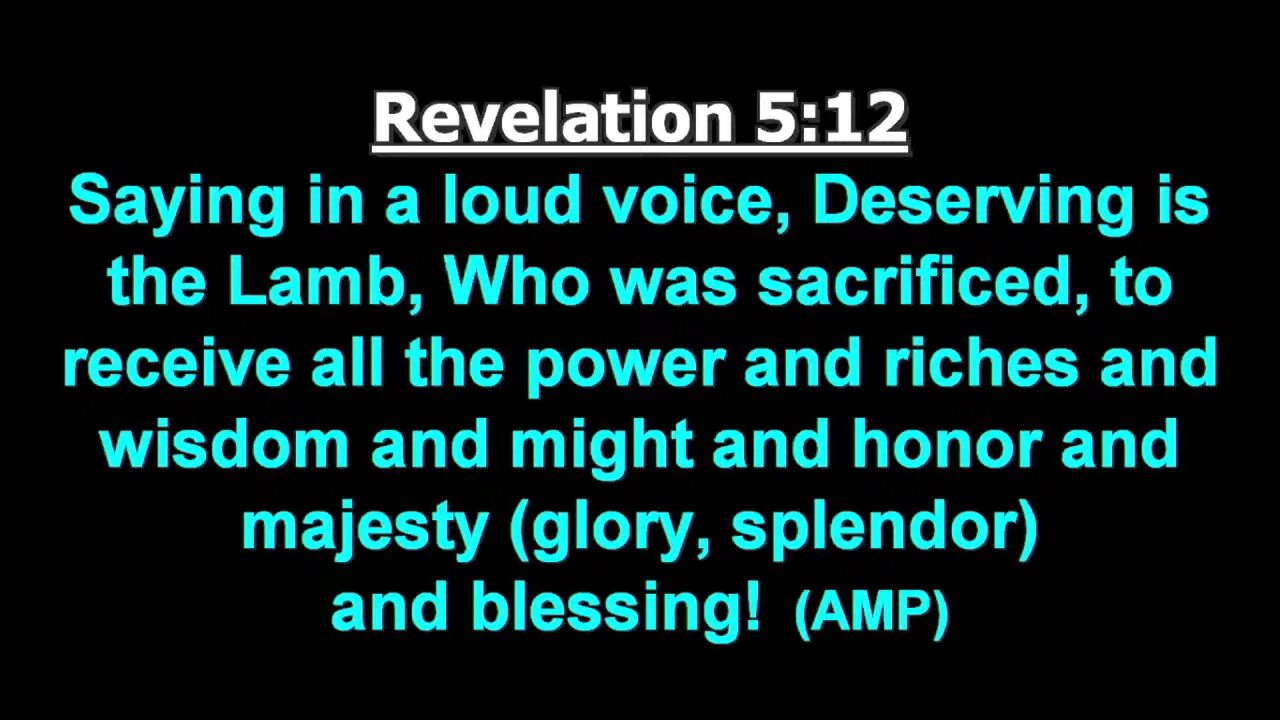 Revelation 5:12
Saying in a loud voice, Deserving is
the Lamb, Who was sacrificed, to
receive all the power and riches and
wisdom and might and honor and
majesty (glory, splendor)
and blessing! (AMP)